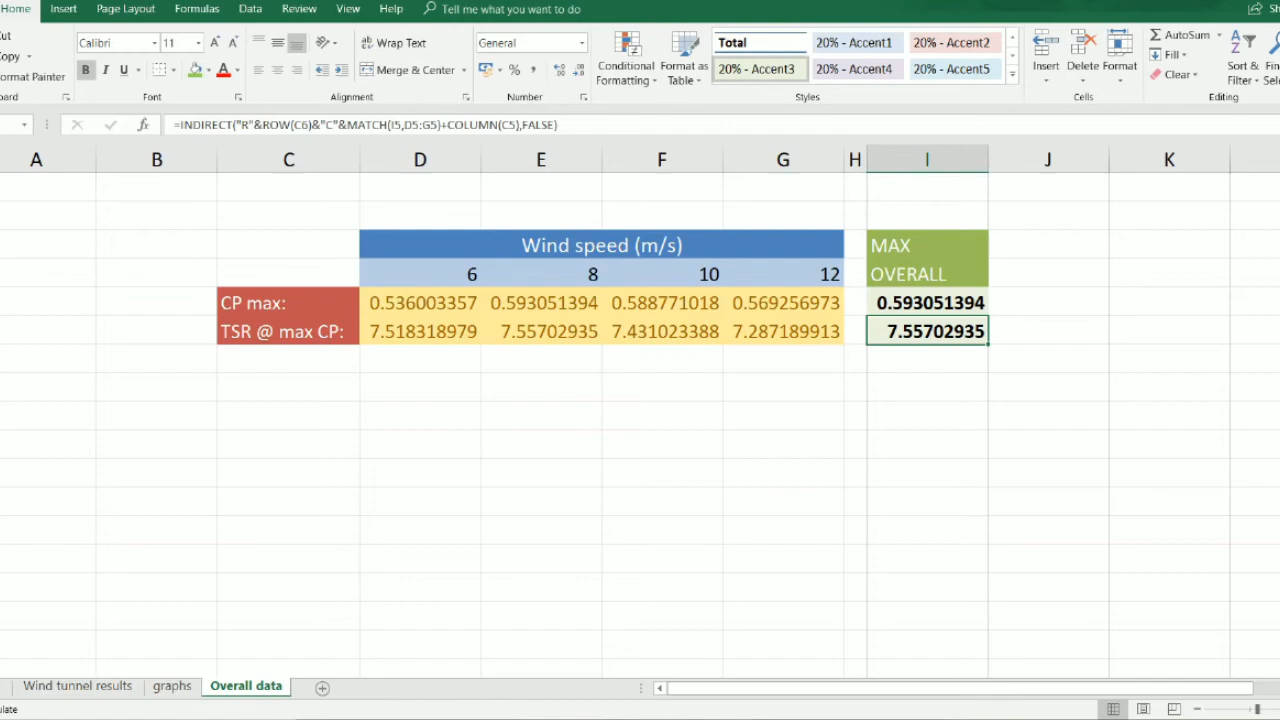 Home Insert Page Layout Formulas Data Review View Help Tell me what you want to do Sh
Cut
Copy
Format Painter
Calibri 11
B I U
Wrap Text
Merge & Center
General
Conditional Formatting
Format as Table
Total 20% - Accent1 20% - Accent2
20% - Accent3 20% - Accent4 20% - Accent5
Insert Delete Format
AutoSum
Fill
Clear
Sort & Filter
Font Alignment Number Styles Cells Editing
=INDIRECT("R"&ROW(C6)&"C"&MATCH(I5,D5:G5)+COLUMN(C5),FALSE)
A B C D E F G H I J K
Wind speed (m/s) MAX
6 8 10 12 OVERALL
CP max: 0.536003357 0.593051394 0.588771018 0.569256973 0.593051394
TSR @ max CP: 7.518318979 7.55702935 7.431023388 7.287189913 7.55702935
Wind tunnel results graphs Overall data